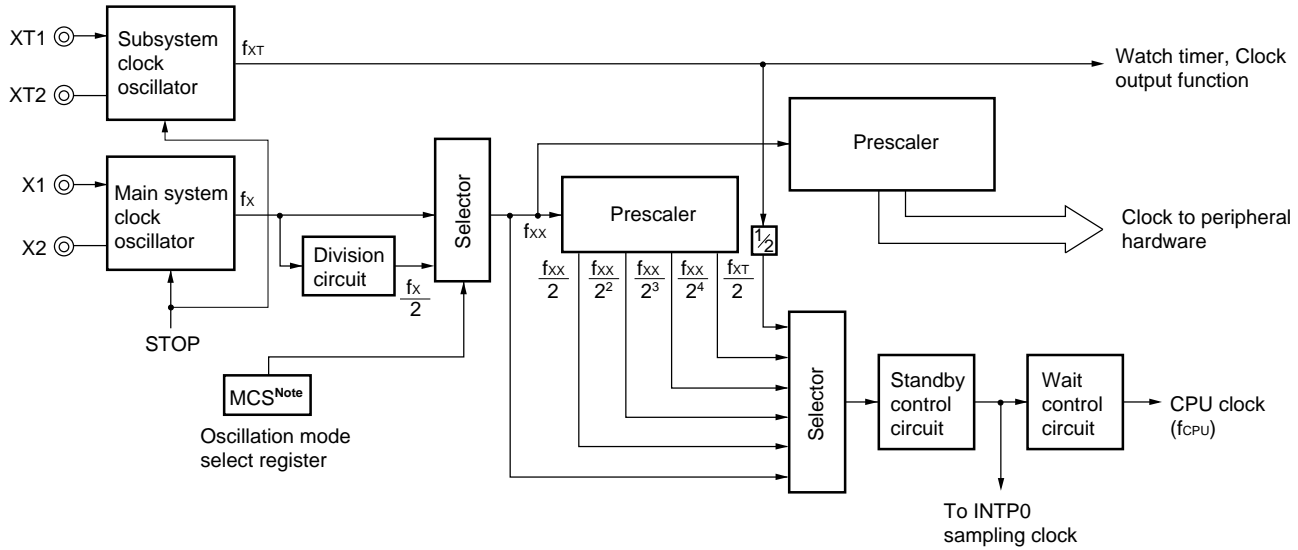 XT1
XT2
Subsystem
clock
oscillator
fXT
Watch timer, Clock
output function
X1
X2
Main system
clock
oscillator
fX
Division
circuit
fX
2
STOP
Selector
fXX
MCSNote
Oscillation mode
select register
Prescaler
Prescaler
Clock to peripheral
hardware
1/2
fXX
2
fXX
2²
fXX
2³
fXX
2⁴
fXT
2
Selector
Standby
control
circuit
Wait
control
circuit
CPU clock
(fCPU)
To INTP0
sampling clock